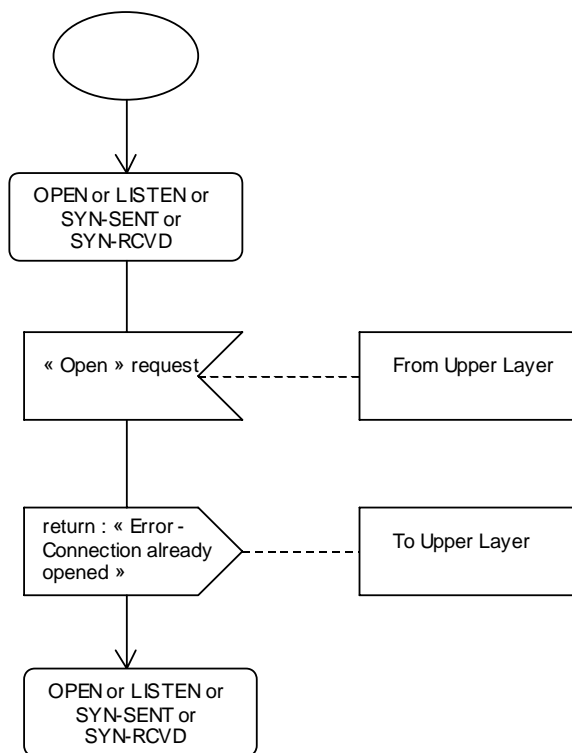 OPEN or LISTEN or
SYN-SENT or
SYN-RCVD
« Open » request
From Upper Layer
return : « Error -
Connection already
opened »
To Upper Layer
OPEN or LISTEN or
SYN-SENT or
SYN-RCVD